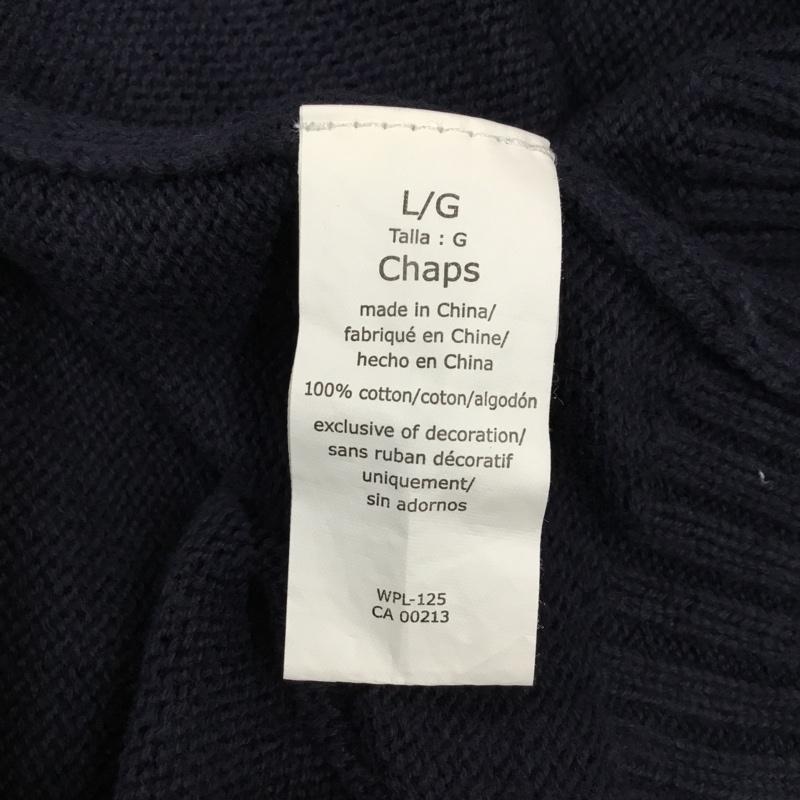 L/G
Talla : G
Chaps
made in China/
fabriqué en Chine/
hecho en China
100% cotton/coton/algodón
exclusive of decoration/
sans ruban décoratif
uniquement/
sin adornos
WPL-125
CA 00213